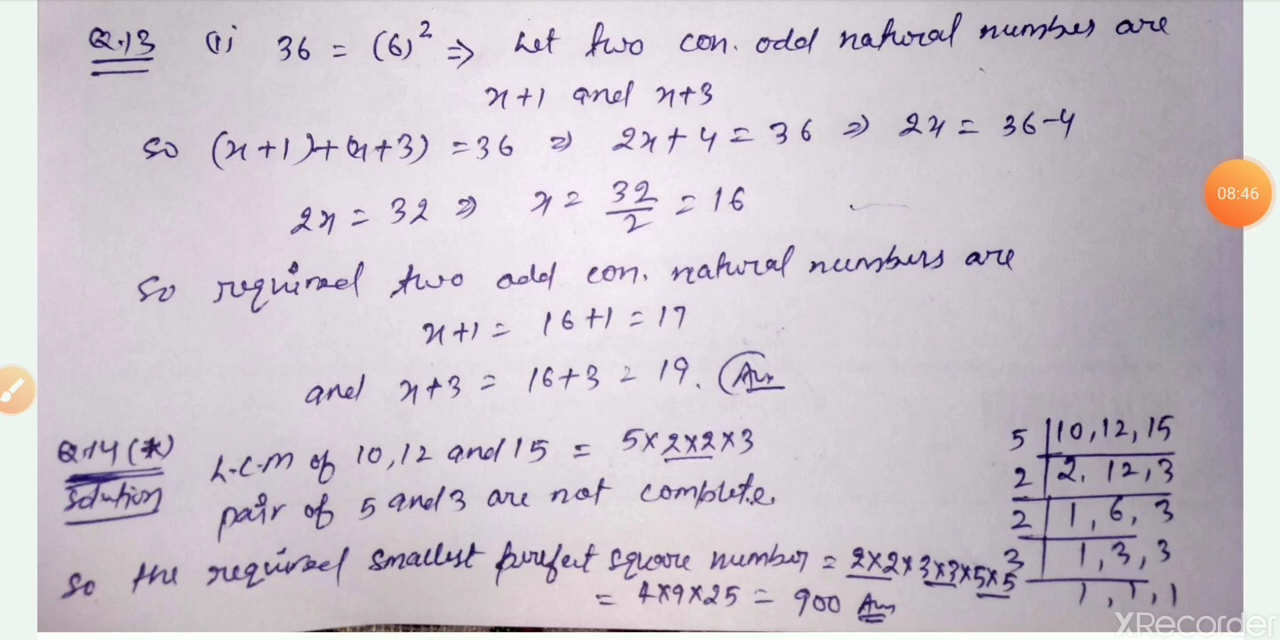 Q.13 (i) 36 = (6)² ⇒ Let two con. odd natural number are
x+1 and x+3
So (x+1)+(x+3) = 36 ⇒ 2x+4 = 36 ⇒ 2x = 36-4
2x = 32 ⇒ x = 32/2 = 16
08:46
So required two odd con. natural numbers are
x+1 = 16+1 = 17
and x+3 = 16+3 = 19. Ans
Q.14(*) L.C.M of 10,12 and 15 = 5×2×2×3
Solution pair of 5 and 3 are not complete.
So the required smallest perfect square number = 2×2×3×3×5×5
= 4×9×25 = 900 Ans
5 10, 12, 15
2 2, 12, 3
2 1, 6, 3
3 1, 3, 3
1, 1, 1
XRecorder